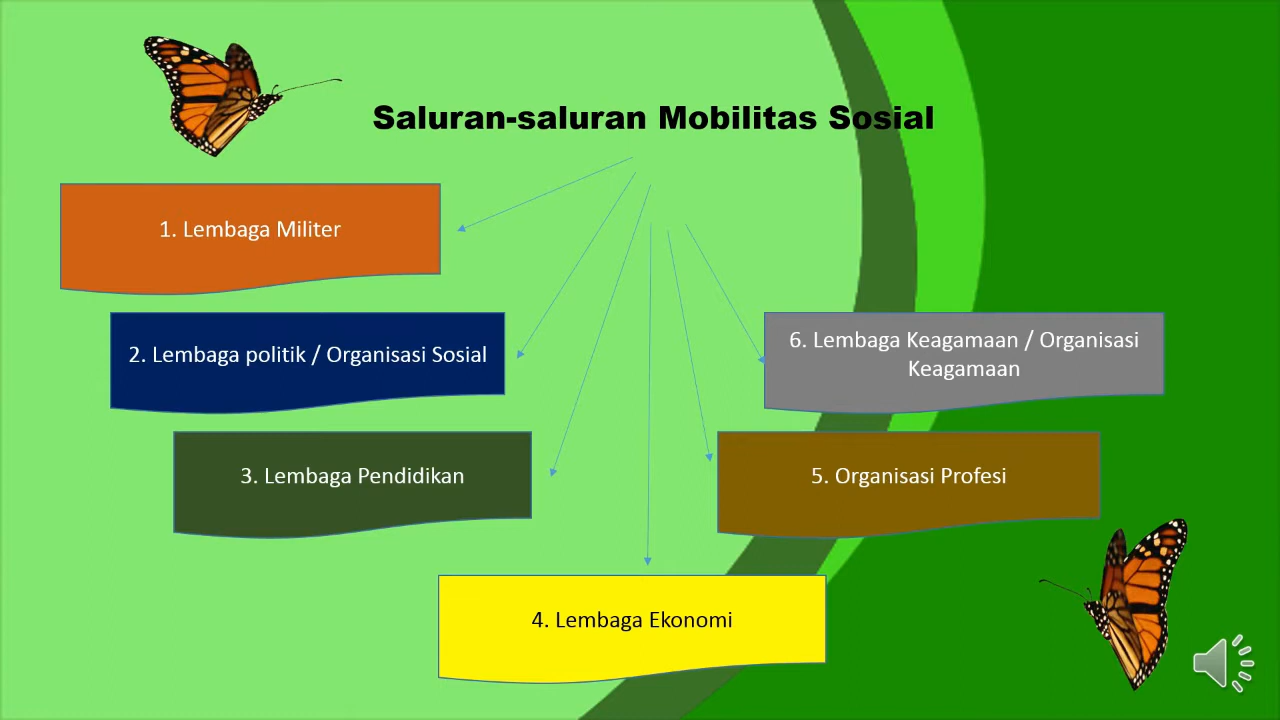 Saluran-saluran Mobilitas Sosial
1. Lembaga Militer
2. Lembaga politik / Organisasi Sosial
3. Lembaga Pendidikan
4. Lembaga Ekonomi
5. Organisasi Profesi
6. Lembaga Keagamaan / Organisasi
Keagamaan